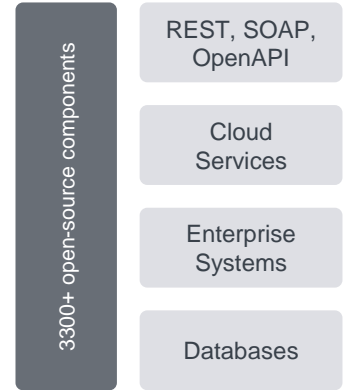 3300+ open-source components
REST, SOAP,
OpenAPI
Cloud
Services
Enterprise
Systems
Databases